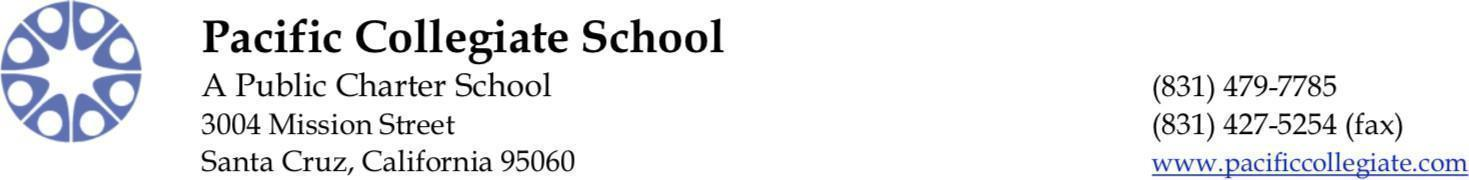 Pacific Collegiate School
A Public Charter School (831) 479-7785
3004 Mission Street (831) 427-5254 (fax)
Santa Cruz, California 95060 www.pacificcollegiate.com